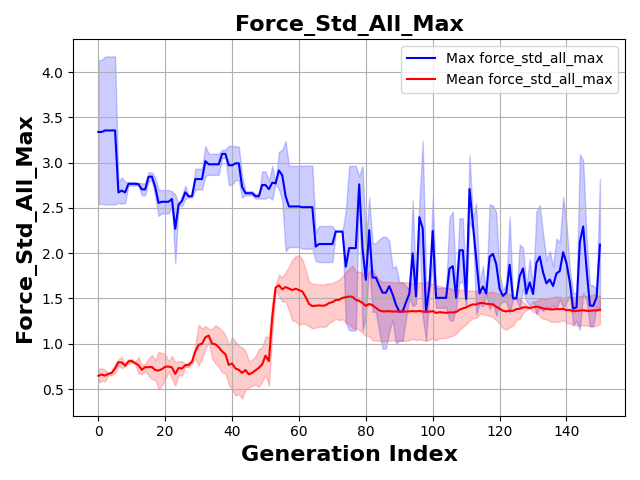 Force_Std_All_Max
Max force_std_all_max
Mean force_std_all_max
Force_Std_All_Max
4.0
3.5
3.0
2.5
2.0
1.5
1.0
0.5
0 20 40 60 80 100 120 140
Generation Index